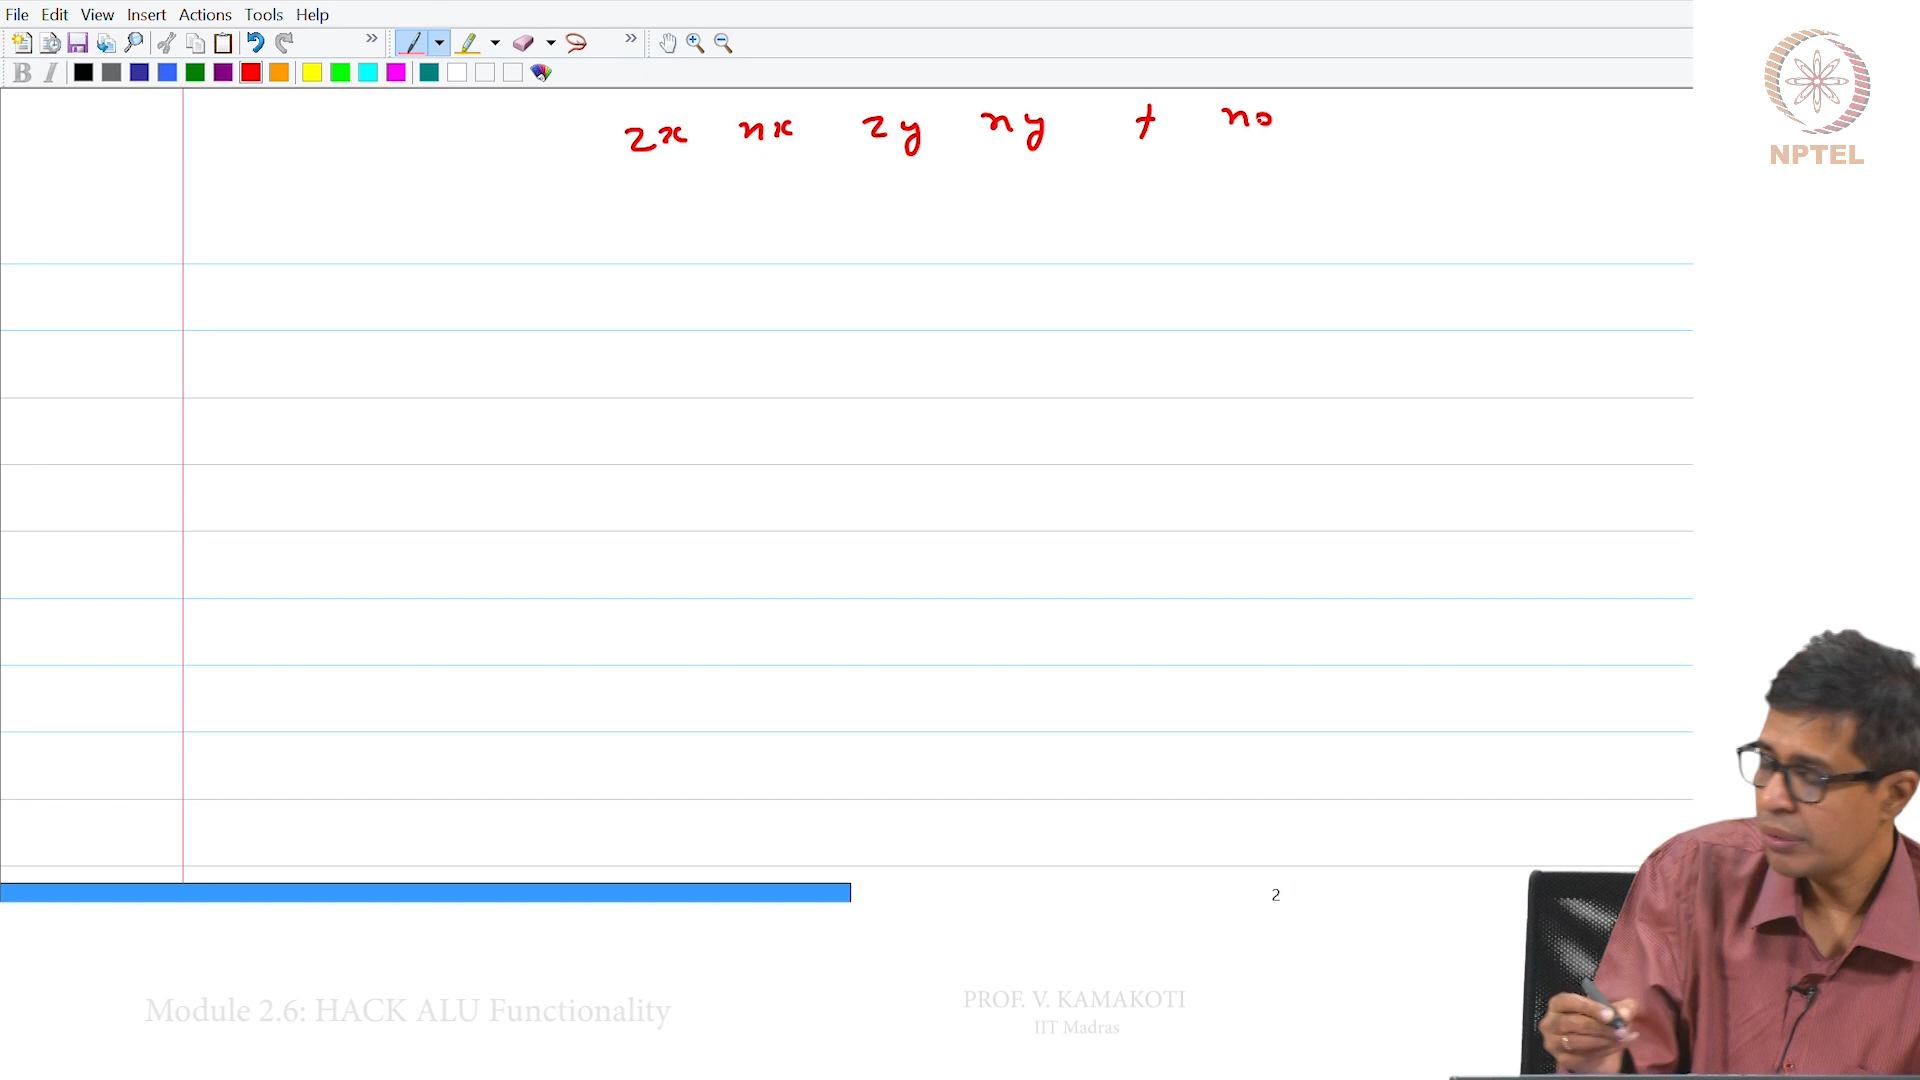 File Edit View Insert Actions Tools Help
B I
zx nx zy ny + no
NPTEL
2
Module 2.6: HACK ALU Functionality
PROF. V. KAMAKOTI
IIT Madras